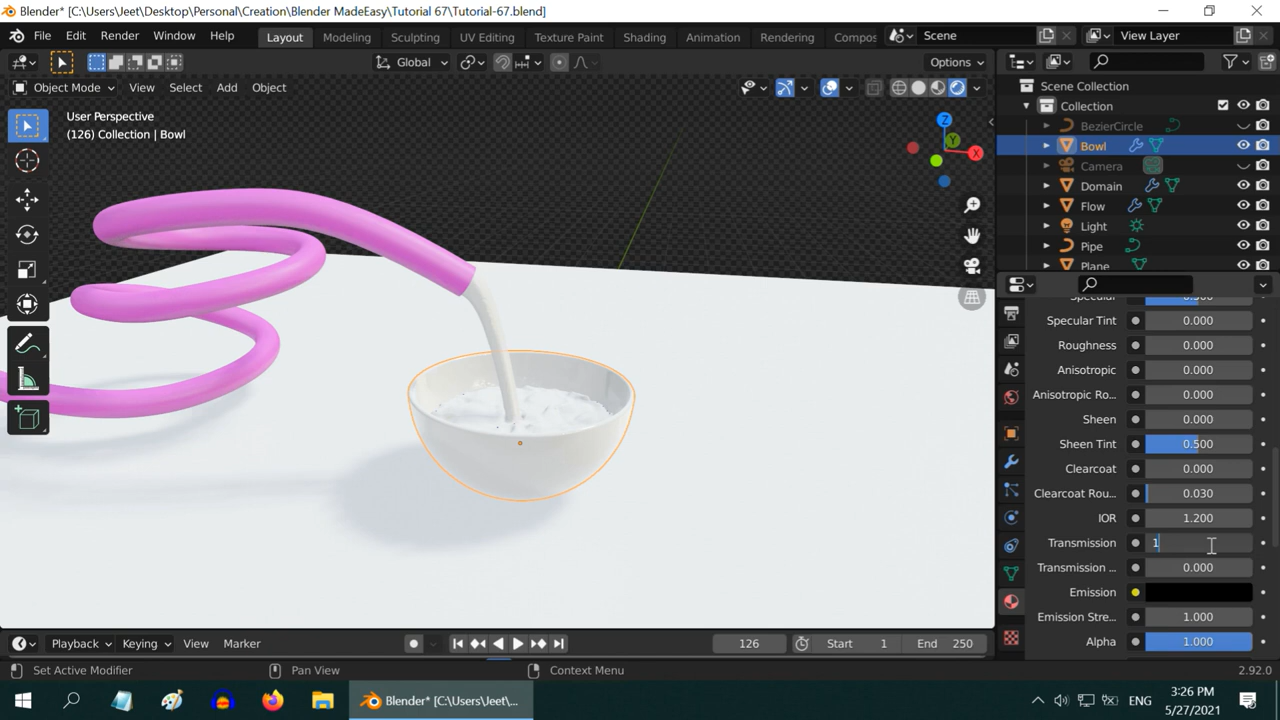 Blender* [C:\Users\Jeet\Desktop\Personal\Creation\Blender MadeEasy\Tutorial 67\Tutorial-67.blend]
File Edit Render Window Help Layout Modeling Sculpting UV Editing Texture Paint Shading Animation Rendering Compos Scene View Layer
Global Options
Object Mode View Select Add Object
User Perspective
(126) Collection | Bowl
Z
Y
X
Scene Collection
Collection
BezierCircle
Bowl
Camera
Domain
Flow
Light
Pipe
Plane
Specular 0.500
Specular Tint 0.000
Roughness 0.000
Anisotropic 0.000
Anisotropic Ro... 0.000
Sheen 0.000
Sheen Tint 0.500
Clearcoat 0.000
Clearcoat Rou... 0.030
IOR 1.200
Transmission 1
Transmission ... 0.000
Emission
Emission Stre... 1.000
Alpha 1.000
Playback Keying View Marker 126 Start 1 End 250
Set Active Modifier Pan View Context Menu 2.92.0
Blender* [C:\Users\Jeet\... ENG 3:26 PM
5/27/2021